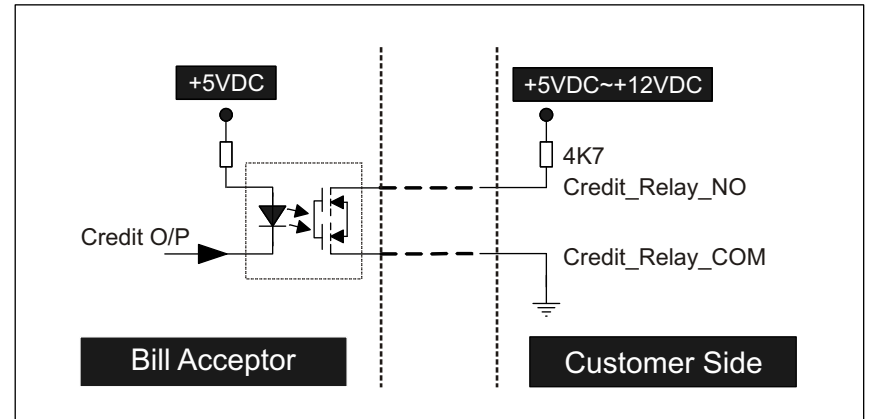 +5VDC
+5VDC~+12VDC
4K7
Credit_Relay_NO
Credit O/P
Credit_Relay_COM
Bill Acceptor
Customer Side